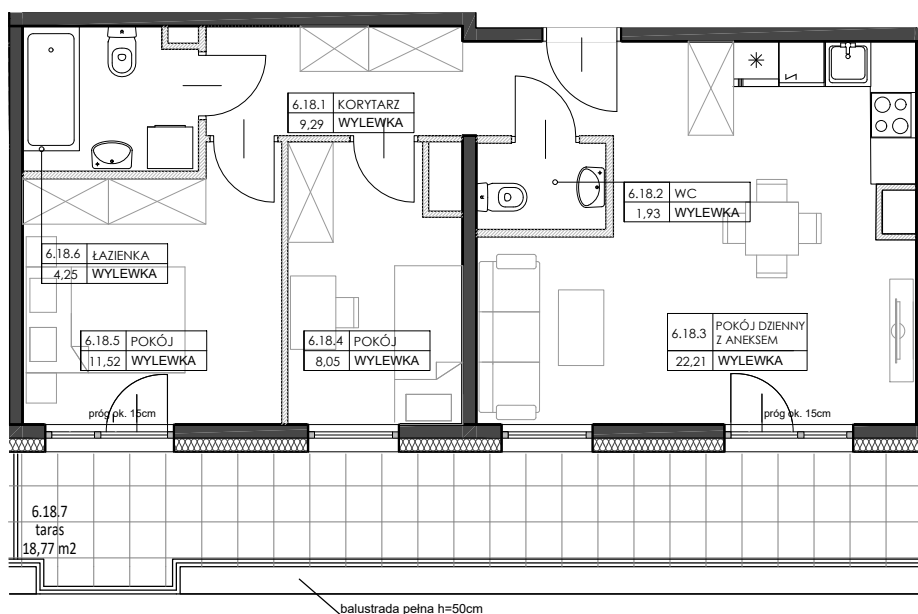 6.18.1 KORYTARZ
9,29 WYLEWKA
6.18.2 WC
1,93 WYLEWKA
6.18.6 ŁAZIENKA
4,25 WYLEWKA
6.18.5 POKÓJ
11,52 WYLEWKA
6.18.4 POKÓJ
8,05 WYLEWKA
6.18.3 POKÓJ DZIENNY
Z ANEKSEM
22,21 WYLEWKA
próg ok. 15cm
próg ok. 15cm
6.18.7
taras
18,77 m2
balustrada pełna h=50cm